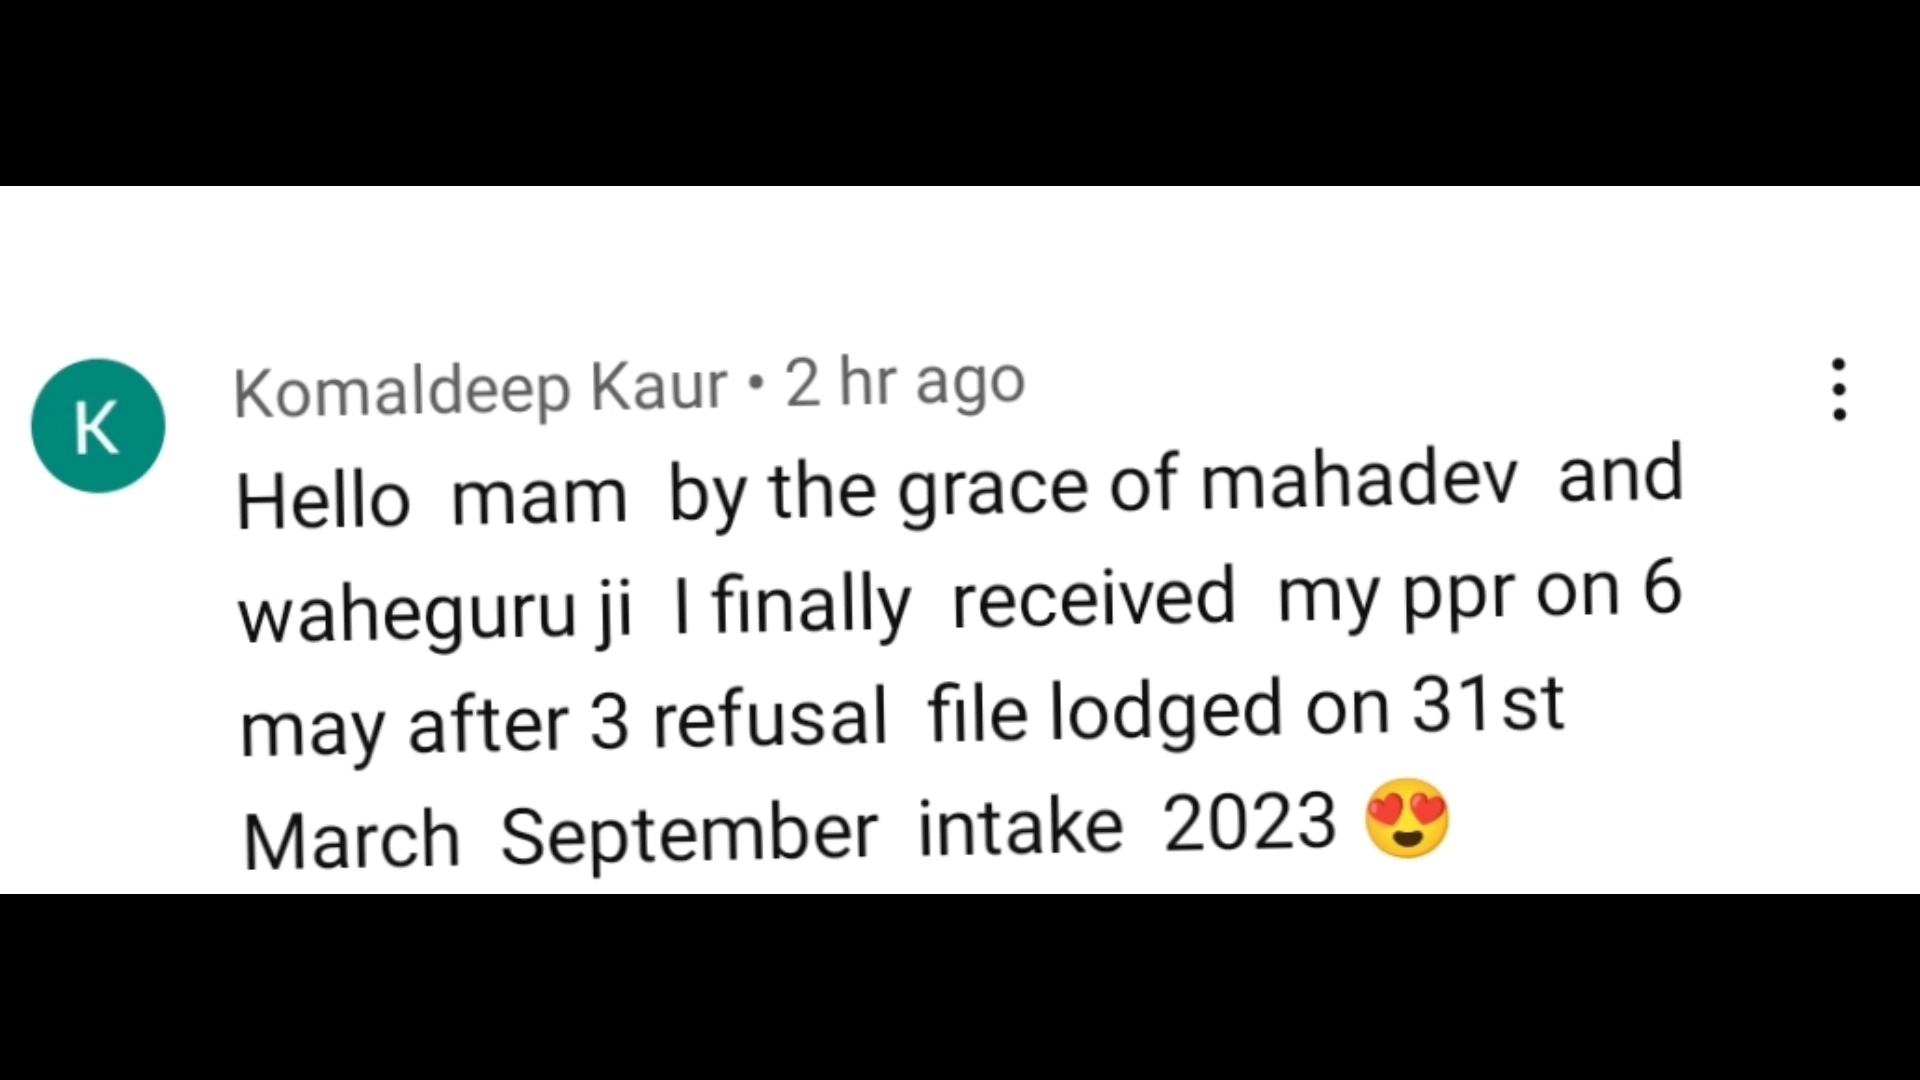 K
Komaldeep Kaur • 2 hr ago
Hello mam by the grace of mahadev and
waheguru ji I finally received my ppr on 6
may after 3 refusal file lodged on 31st
March September intake 2023 😍